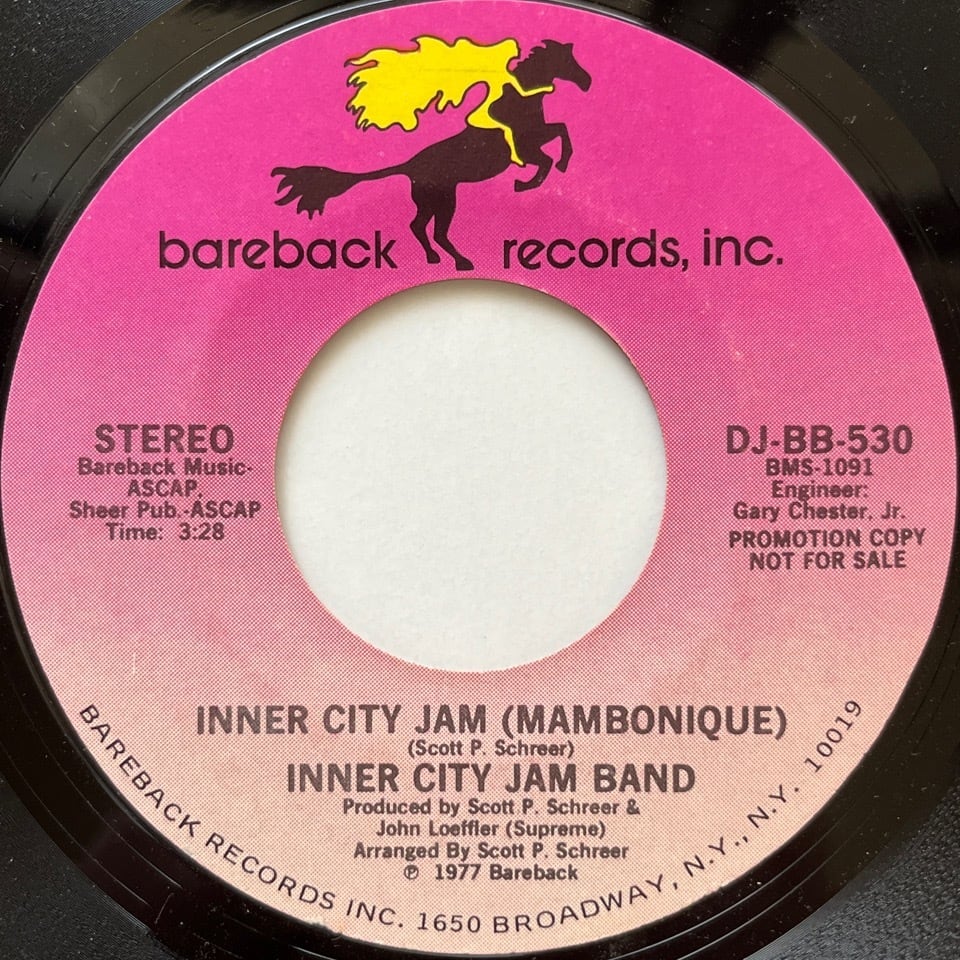 bareback records, inc.
STEREO
Bareback Music-
ASCAP,
Sheer Pub.-ASCAP
Time: 3:28
DJ-BB-530
BMS-1091
Engineer:
Gary Chester, Jr.
PROMOTION COPY
NOT FOR SALE
INNER CITY JAM (MAMBONIQUE)
(Scott P. Schreer)
INNER CITY JAM BAND
Produced by Scott P. Schreer &
John Loeffler (Supreme)
Arranged By Scott P. Schreer
℗ 1977 Bareback
BAREBACK RECORDS INC. 1650 BROADWAY, N.Y., N.Y. 10019